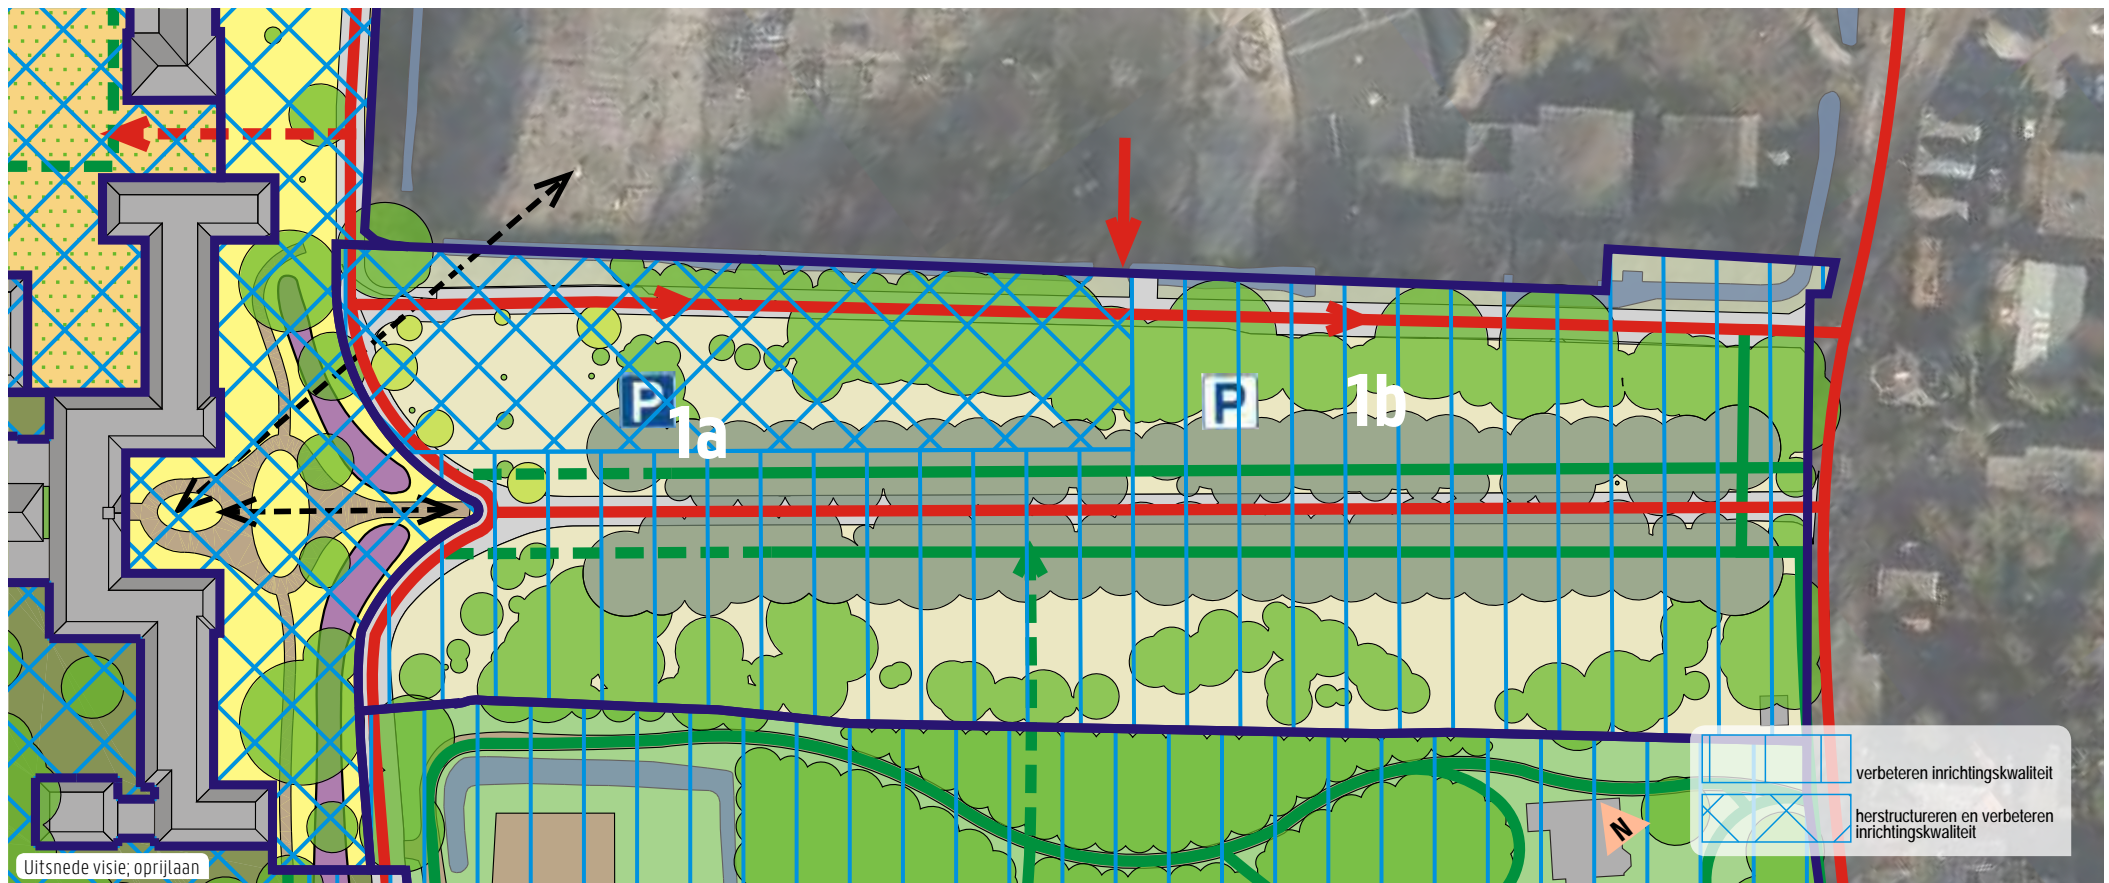 P
1a
P
1b
verbeteren inrichtingskwaliteit
herstructureren en verbeteren
inrichtingskwaliteit
N
Uitsnede visie; oprijlaan